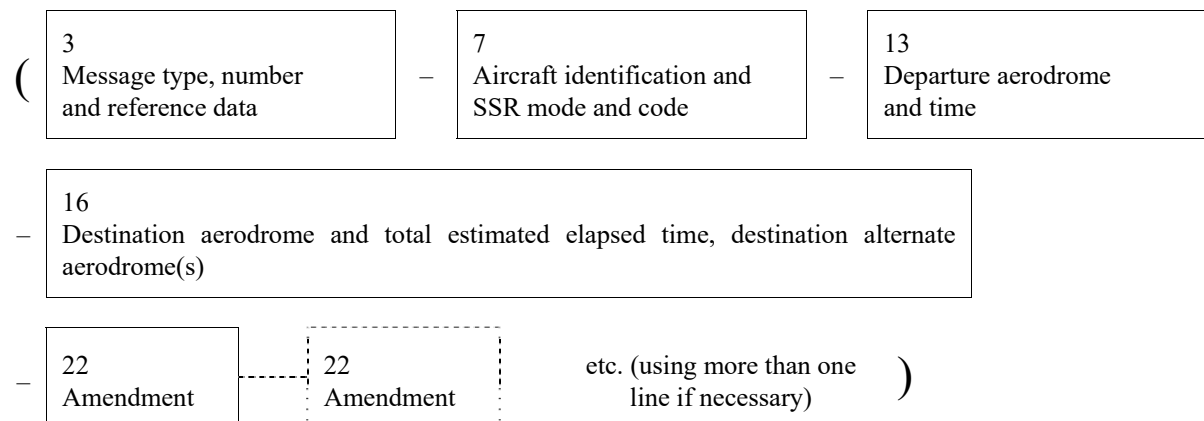 ( 3 – 7 – 13
Message type, number Aircraft identification and Departure aerodrome
and reference data SSR mode and code and time
16
– Destination aerodrome and total estimated elapsed time, destination alternate
aerodrome(s)
22 22 etc. (using more than one )
– Amendment Amendment line if necessary)